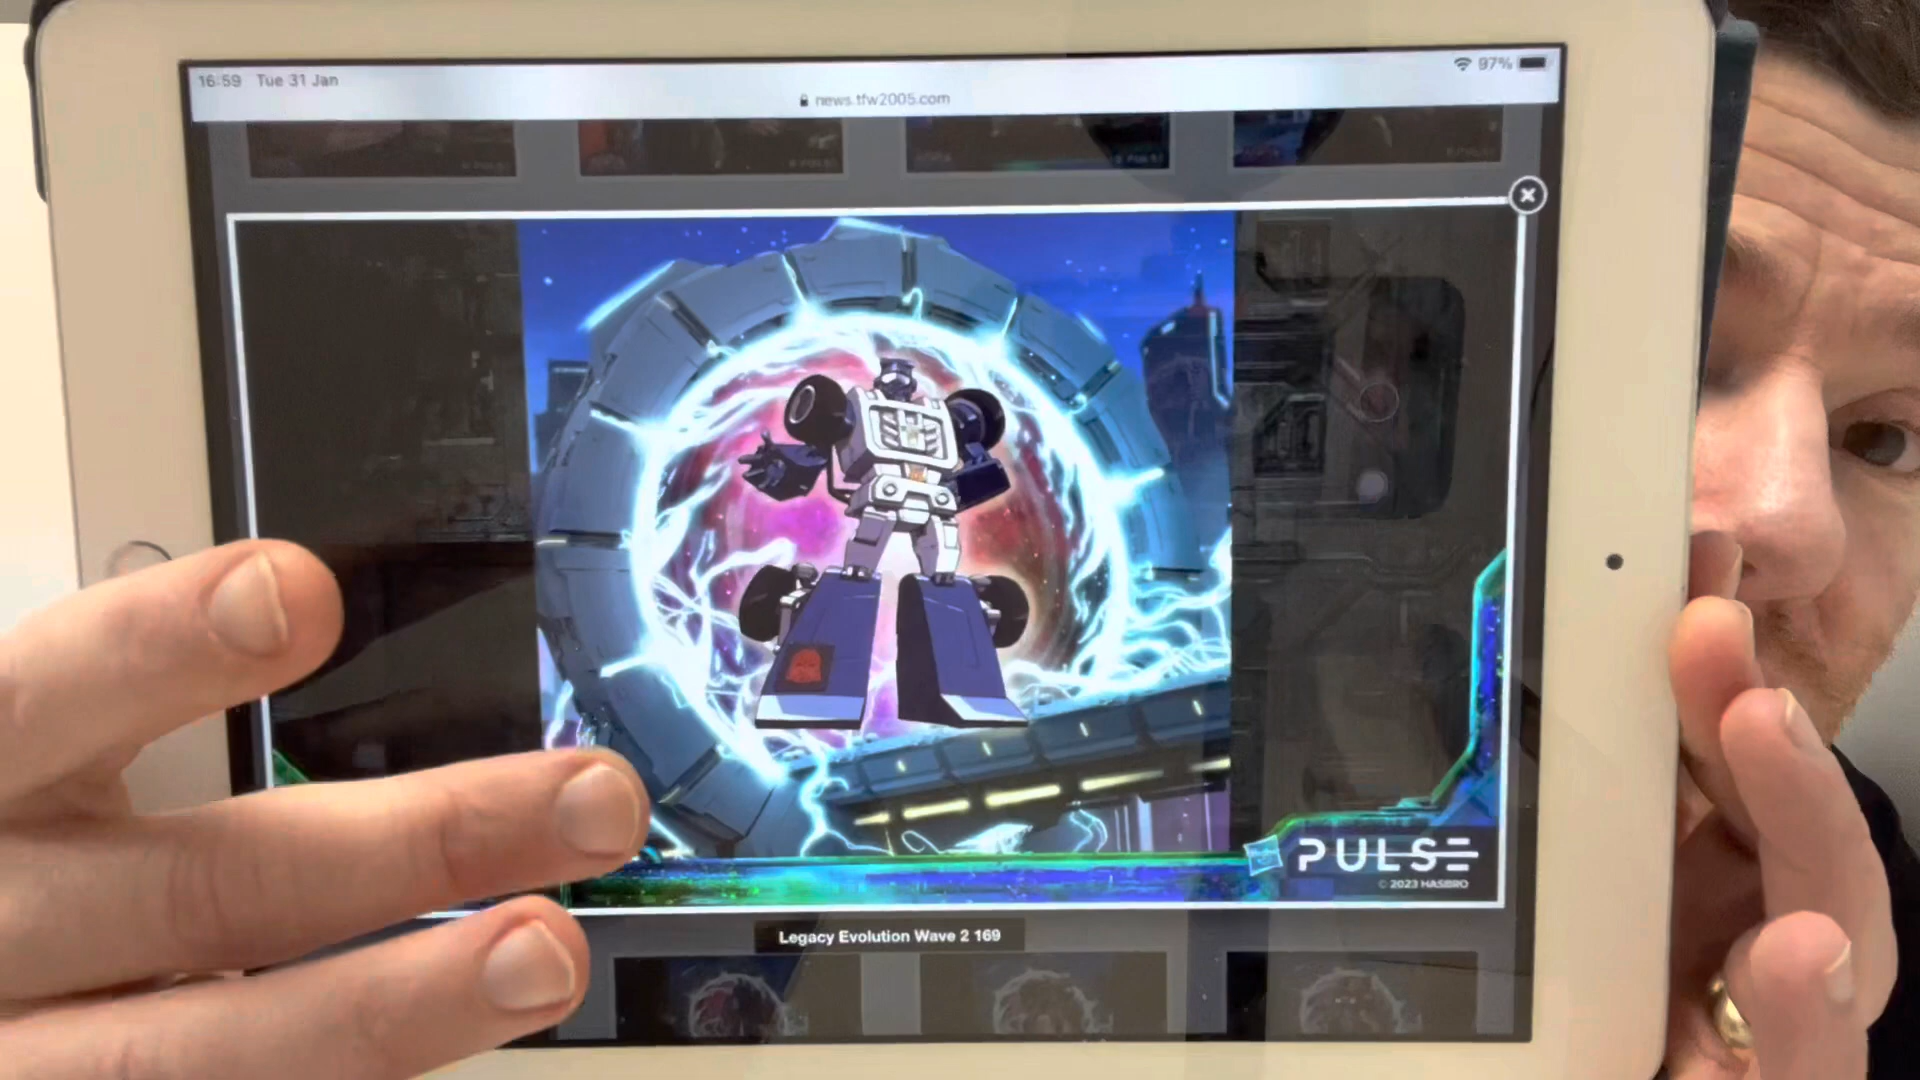 16:59 Tue 31 Jan
97%
news.tfw2005.com
PULSE
© 2023 HASBRO
Legacy Evolution Wave 2 169